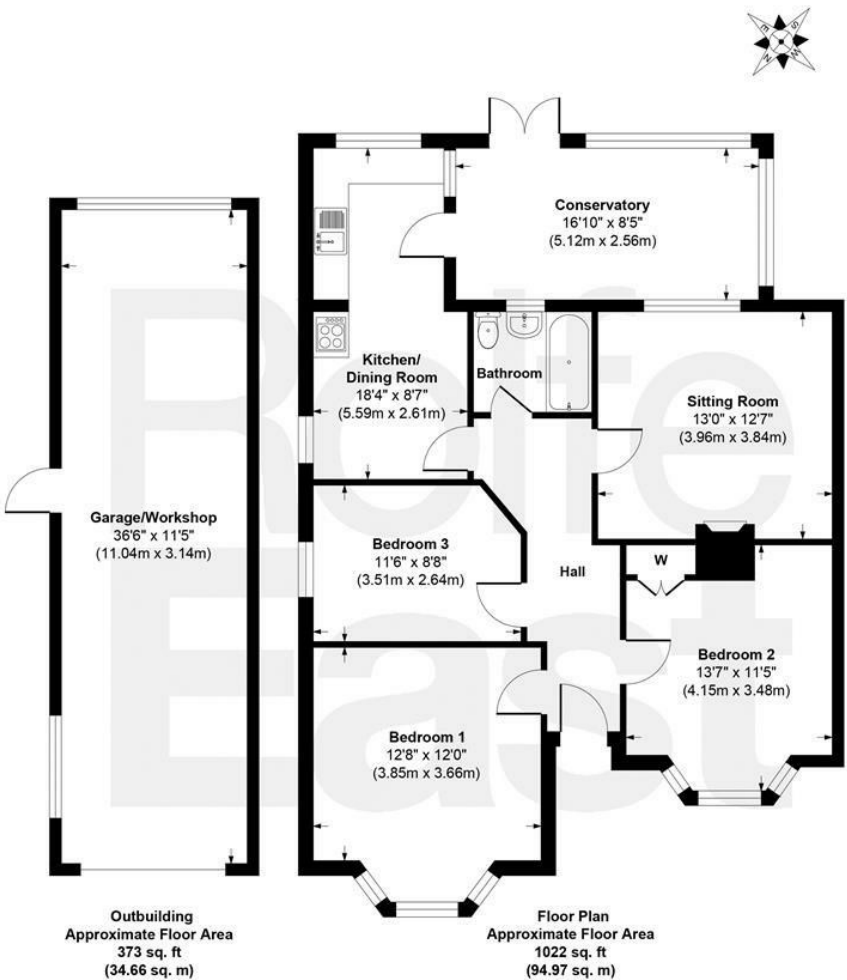 S
E
W
N
Conservatory
16'10" x 8'5"
(5.12m x 2.56m)
Kitchen/
Dining Room
18'4" x 8'7"
(5.59m x 2.61m)
Bathroom
Sitting Room
13'0" x 12'7"
(3.96m x 3.84m)
Garage/Workshop
36'6" x 11'5"
(11.04m x 3.14m)
Bedroom 3
11'6" x 8'8"
(3.51m x 2.64m)
Hall
W
Bedroom 2
13'7" x 11'5"
(4.15m x 3.48m)
Bedroom 1
12'8" x 12'0"
(3.85m x 3.66m)
Rolfe
East
Outbuilding
Approximate Floor Area
373 sq. ft
(34.66 sq. m)
Floor Plan
Approximate Floor Area
1022 sq. ft
(94.97 sq. m)